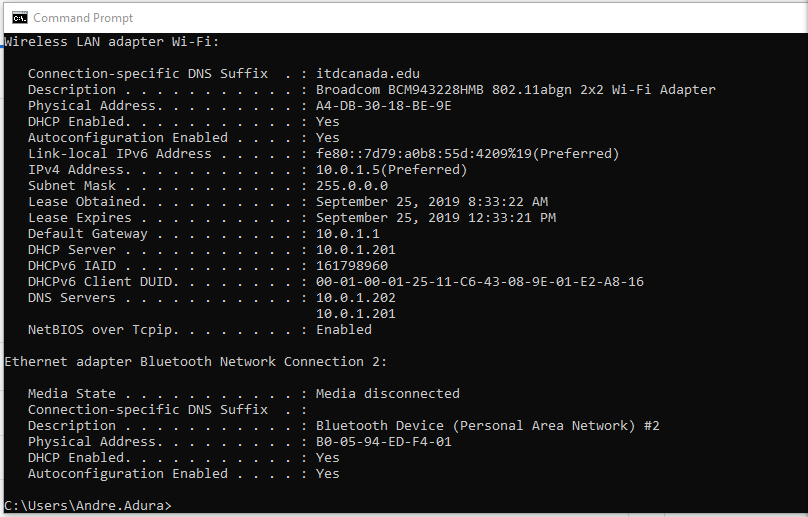 Command Prompt
Wireless LAN adapter Wi-Fi:
Connection-specific DNS Suffix  . : itdcanada.edu
Description . . . . . . . . . . . : Broadcom BCM943228HMB 802.11abgn 2x2 Wi-Fi Adapter
Physical Address. . . . . . . . . : A4-DB-30-18-BE-9E
DHCP Enabled. . . . . . . . . . . : Yes
Autoconfiguration Enabled . . . . : Yes
Link-local IPv6 Address . . . . . : fe80::7d79:a0b8:55d:4209%19(Preferred)
IPv4 Address. . . . . . . . . . . : 10.0.1.5(Preferred)
Subnet Mask . . . . . . . . . . . : 255.0.0.0
Lease Obtained. . . . . . . . . . : September 25, 2019 8:33:22 AM
Lease Expires . . . . . . . . . . : September 25, 2019 12:33:21 PM
Default Gateway . . . . . . . . . : 10.0.1.1
DHCP Server . . . . . . . . . . . : 10.0.1.201
DHCPv6 IAID . . . . . . . . . . . : 161798960
DHCPv6 Client DUID. . . . . . . . : 00-01-00-01-25-11-C6-43-08-9E-01-E2-A8-16
DNS Servers . . . . . . . . . . . : 10.0.1.202
10.0.1.201
NetBIOS over Tcpip. . . . . . . . : Enabled
Ethernet adapter Bluetooth Network Connection 2:
Media State . . . . . . . . . . . : Media disconnected
Connection-specific DNS Suffix  . :
Description . . . . . . . . . . . : Bluetooth Device (Personal Area Network) #2
Physical Address. . . . . . . . . : B0-05-94-ED-F4-01
DHCP Enabled. . . . . . . . . . . : Yes
Autoconfiguration Enabled . . . . : Yes
C:\Users\Andre.Adura>